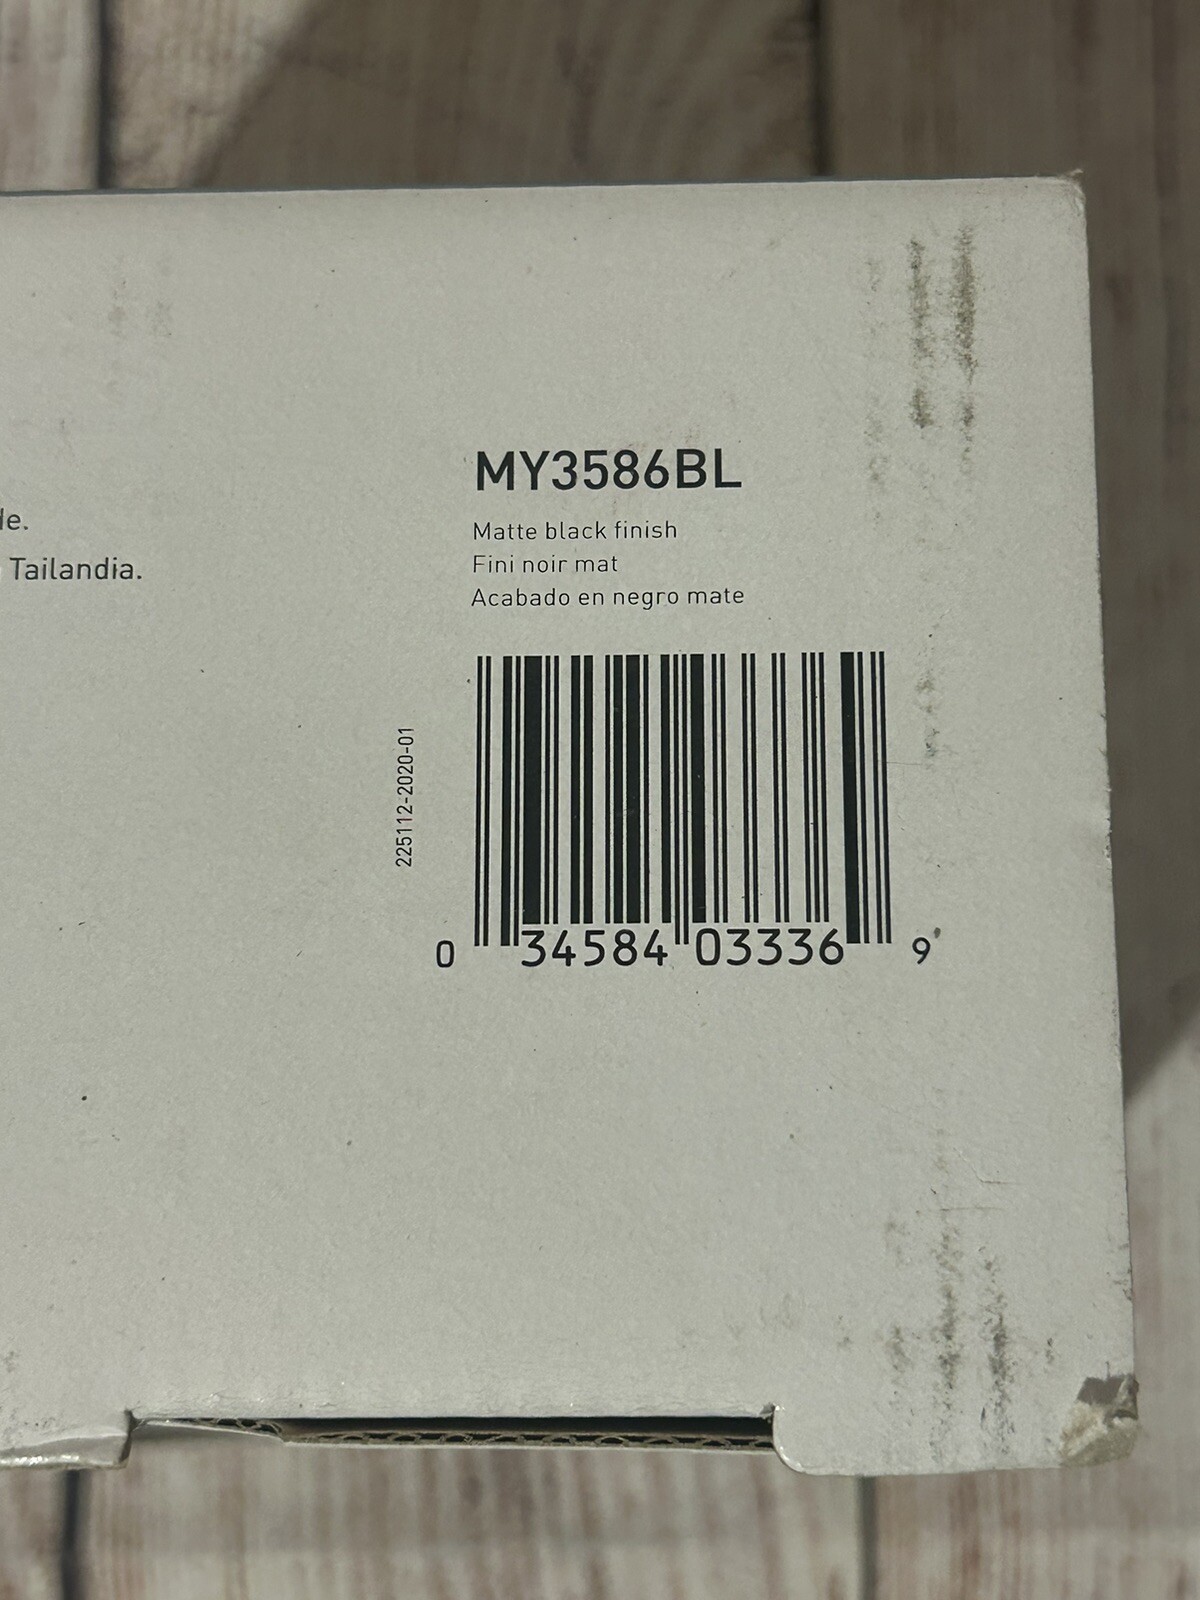 MY3586BL
Matte black finish
Fini noir mat
Acabado en negro mate
de.
Tailandia.
225112-2020-01
0 34584 03336 9